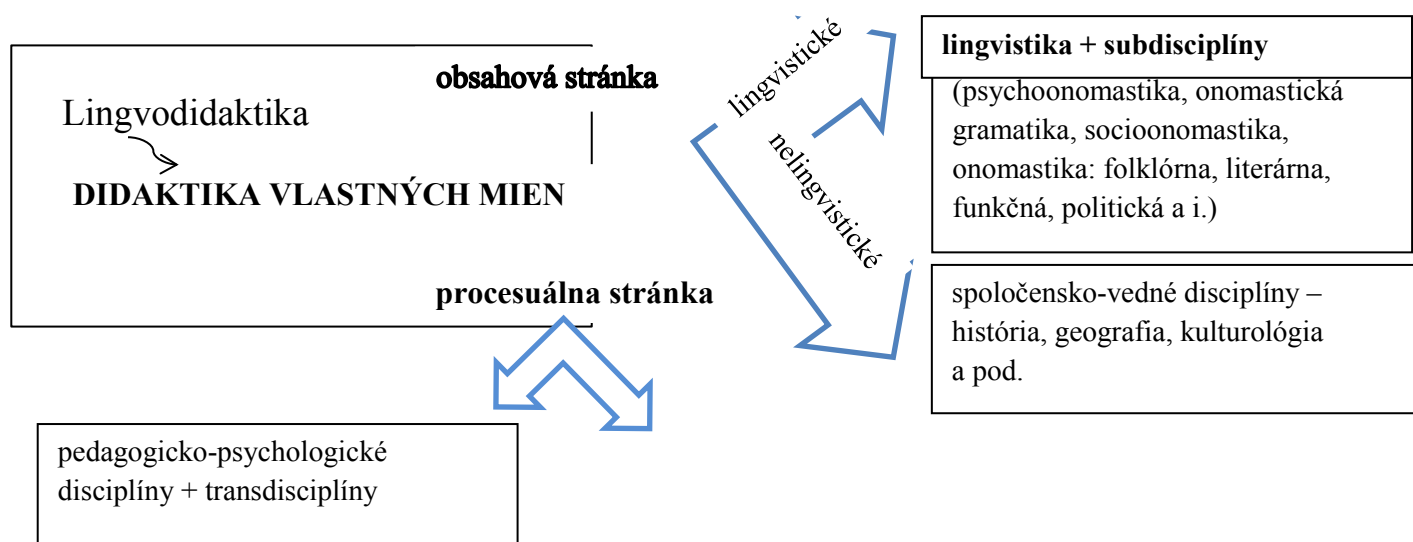 obsahová stránka
Lingvodidaktika
DIDAKTIKA VLASTNÝCH MIEN
procesuálna stránka
lingvistické
nelingvistické
lingvistika + subdisciplíny
(psychoonomastika, onomastická
gramatika, socioonomastika,
onomastika: folklórna, literárna,
funkčná, politická a i.)
spoločensko-vedné disciplíny –
história, geografia, kulturológia
a pod.
pedagogicko-psychologické
disciplíny + transdisciplíny